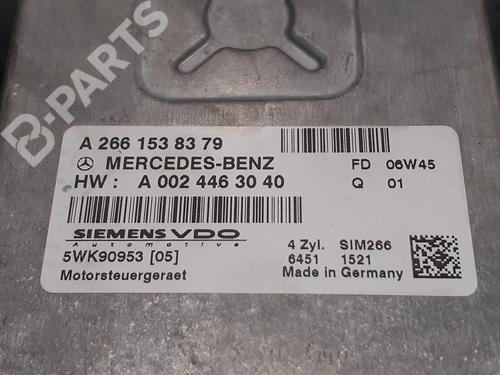 B-PARTS
A 266 153 83 79
MERCEDES-BENZ FD 06W45
HW : A 002 446 30 40 Q 01
SIEMENS VDO
Automotive 4 Zyl. SIM266
5WK90953 [05] 6451 1521
Motorsteuergeraet Made in Germany
B-PARTS